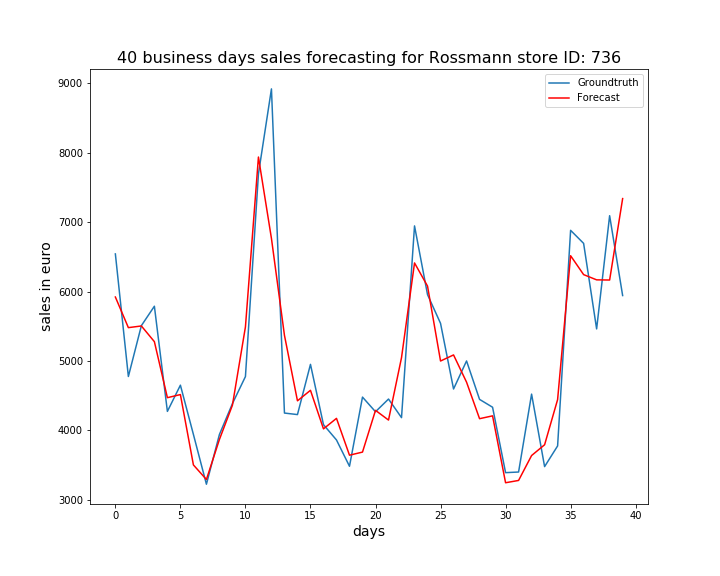 40 business days sales forecasting for Rossmann store ID: 736
Groundtruth
Forecast
9000
8000
7000
6000
5000
4000
3000
sales in euro
0 5 10 15 20 25 30 35 40
days